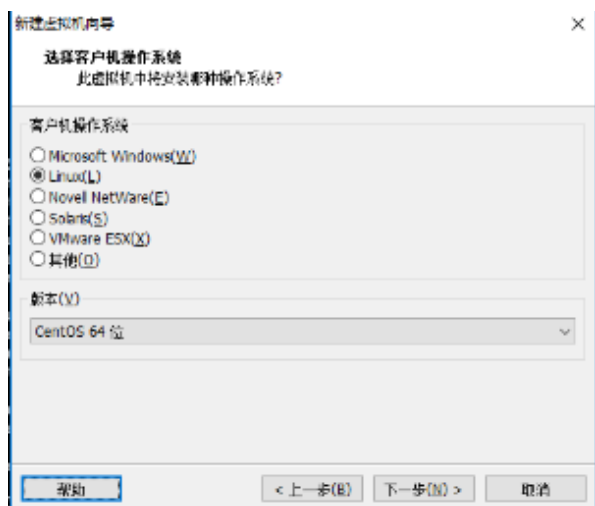 新建虚拟机向导
选择客户机操作系统
此虚拟机中将安装哪种操作系统?
客户机操作系统
Microsoft Windows(W)
Linux(L)
Novell NetWare(E)
Solaris(S)
VMware ESX(X)
其他(O)
版本(V)
CentOS 64 位
帮助
< 上一步(B)
下一步(N) >
取消